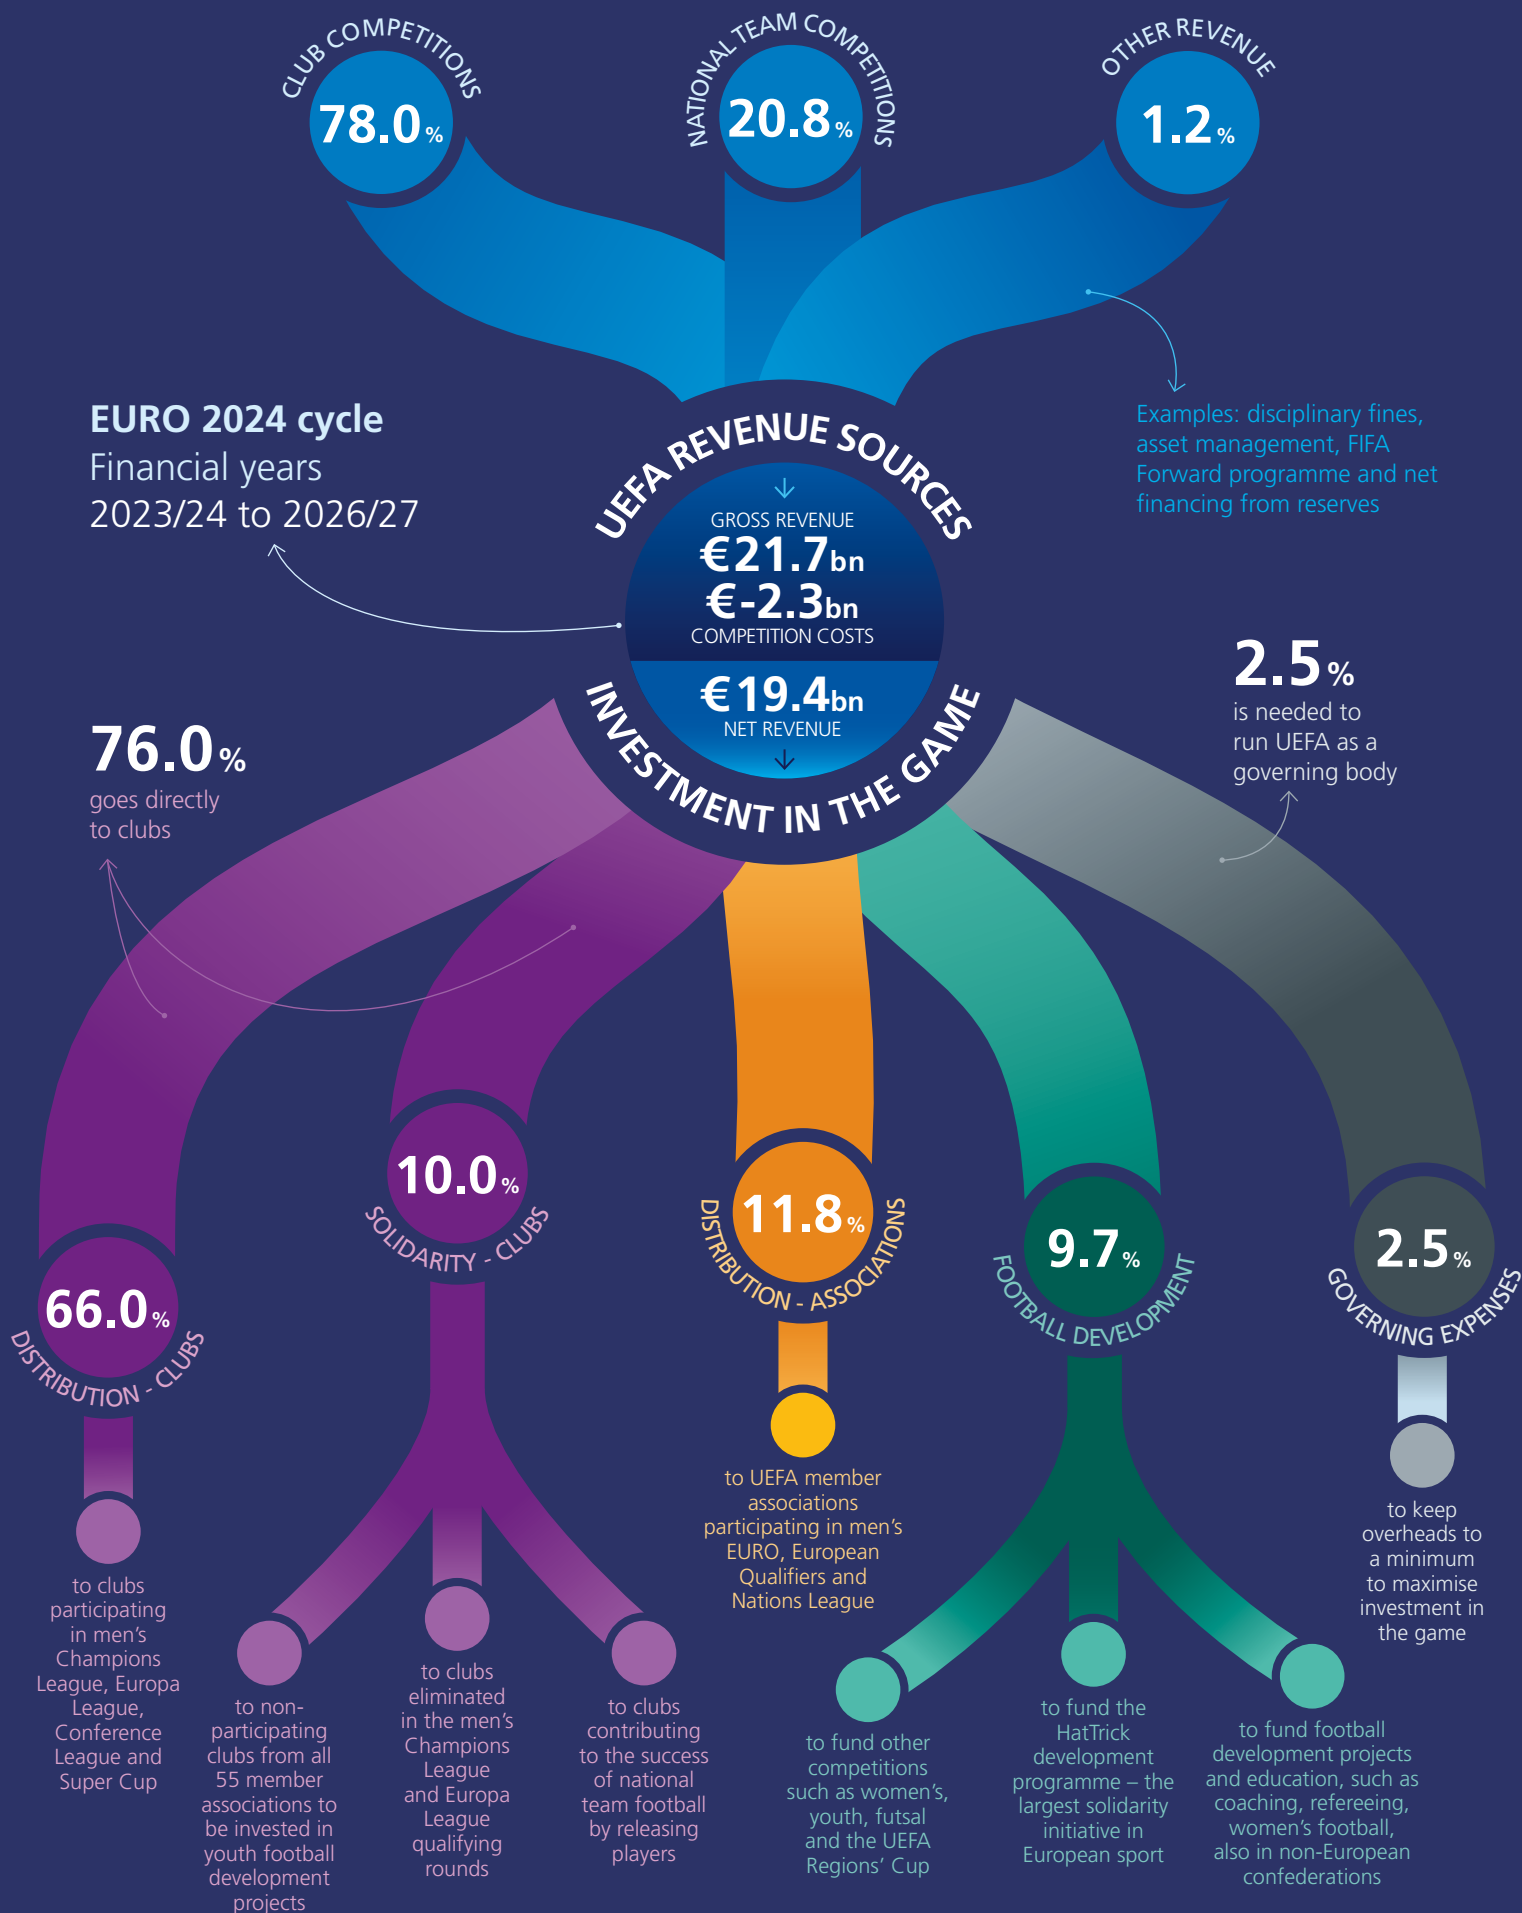 CLUB COMPETITIONS
78.0%
NATIONAL TEAM COMPETITIONS
20.8%
OTHER REVENUE
1.2%
Examples: disciplinary fines,
asset management, FIFA
Forward programme and net
financing from reserves
EURO 2024 cycle
Financial years
2023/24 to 2026/27
UEFA REVENUE SOURCES
GROSS REVENUE
€21.7bn
€-2.3bn
COMPETITION COSTS
€19.4bn
NET REVENUE
INVESTMENT IN THE GAME
76.0%
goes directly
to clubs
2.5%
is needed to
run UEFA as a
governing body
66.0%
DISTRIBUTION - CLUBS
to clubs
participating
in men's
Champions
League, Europa
League,
Conference
League and
Super Cup
10.0%
SOLIDARITY - CLUBS
to non-
participating
clubs from all
55 member
associations to
be invested in
youth football
development
projects
to clubs
eliminated
in the men's
Champions
League
and Europa
League
qualifying
rounds
to clubs
contributing
to the success
of national
team football
by releasing
players
11.8%
DISTRIBUTION - ASSOCIATIONS
to UEFA member
associations
participating in men's
EURO, European
Qualifiers and
Nations League
9.7%
FOOTBALL DEVELOPMENT
to fund other
competitions
such as women's,
youth, futsal
and the UEFA
Regions' Cup
to fund the
HatTrick
development
programme – the
largest solidarity
initiative in
European sport
to fund football
development projects
and education, such as
coaching, refereeing,
women's football,
also in non-European
confederations
2.5%
GOVERNING EXPENSES
to keep
overheads to
a minimum
to maximise
investment in
the game